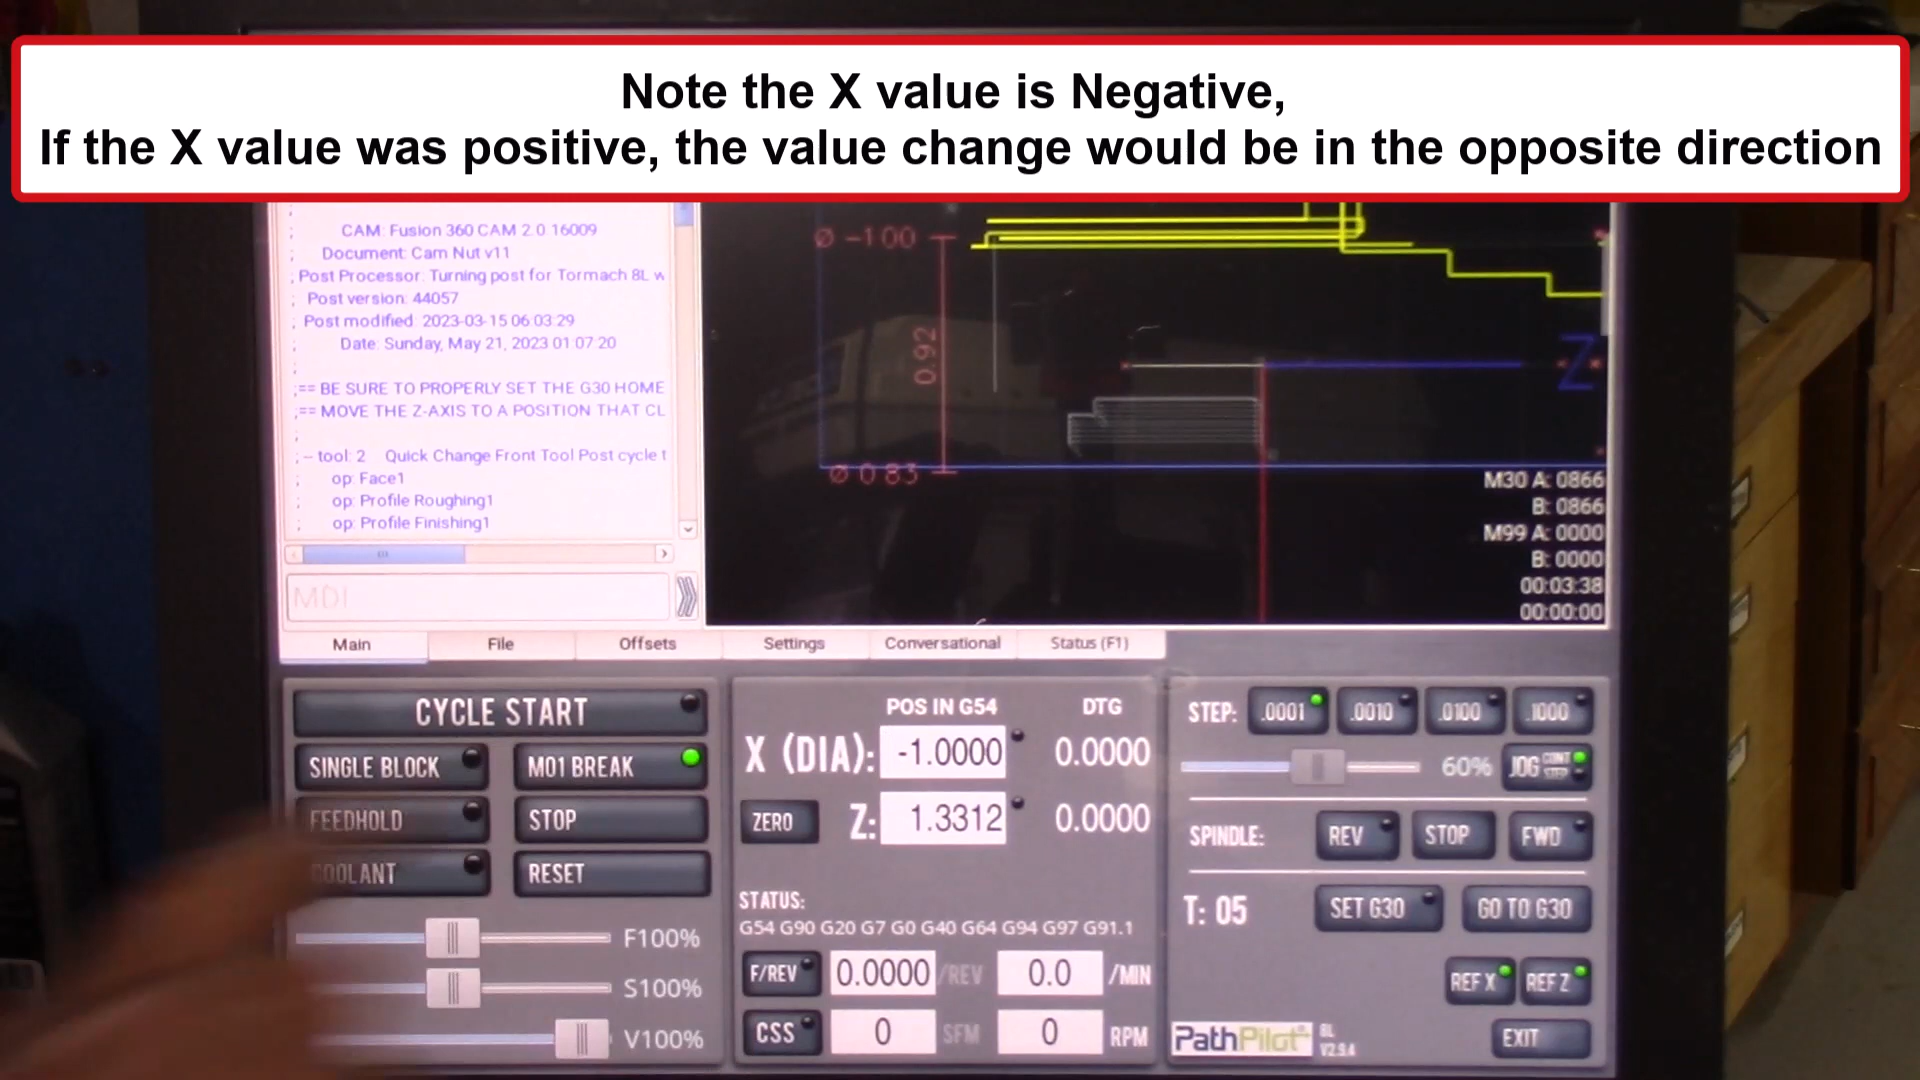 Note the X value is Negative,
If the X value was positive, the value change would be in the opposite direction
CAM: Fusion 360 CAM 2.0 16009
Document: Cam Nut v11
Post Processor: Turning post for Tormach 8L w
Post version: 44057
Post modified: 2023-03-15 06 03:29
Date: Sunday, May 21, 2023 01:07:20
;== BE SURE TO PROPERLY SET THE G30 HOME
;== MOVE THE Z-AXIS TO A POSITION THAT CL
;-- tool: 2 Quick Change Front Tool Post cycle t
; op: Face1
; op: Profile Roughing1
; op: Profile Finishing1
MDI
Ø -1 00
0.92
Ø 0 83
Z
M30 A: 0866
B: 0866
M99 A: 0000
B: 0000
00:03:38
00:00:00
Main File Offsets Settings Conversational Status (F1)
CYCLE START
SINGLE BLOCK M01 BREAK
FEEDHOLD STOP
COOLANT RESET
F100%
S100%
V100%
POS IN G54 DTG
X (DIA): -1.0000 0.0000
ZERO Z: 1.3312 0.0000
STATUS:
G54 G90 G20 G7 G0 G40 G64 G94 G97 G91.1
F/REV 0.0000 /REV 0.0 /MIN
CSS 0 SFM 0 RPM
STEP: .0001 .0010 .0100 .1000
60% JOG CONT STEP
SPINDLE: REV STOP FWD
T: 05 SET G30 GO TO G30
REF X REF Z
PathPilot® 8L V2.9.4 EXIT